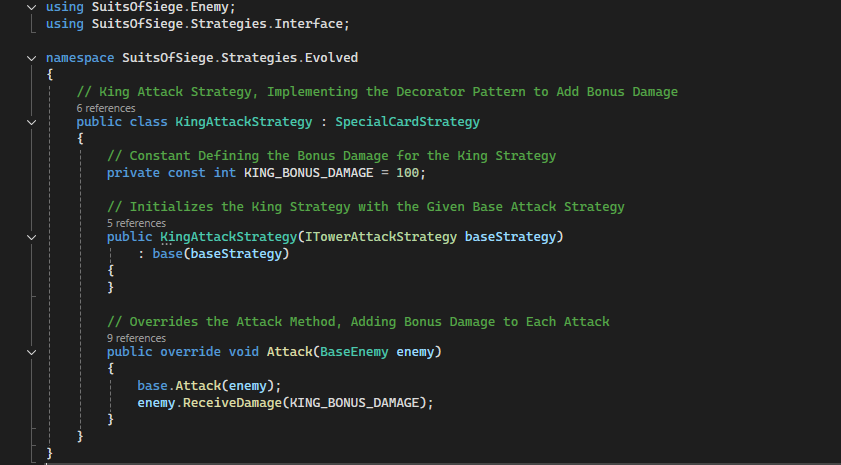 using SuitsOfSiege.Enemy;
using SuitsOfSiege.Strategies.Interface;
namespace SuitsOfSiege.Strategies.Evolved
{
// King Attack Strategy, Implementing the Decorator Pattern to Add Bonus Damage
6 references
public class KingAttackStrategy : SpecialCardStrategy
{
// Constant Defining the Bonus Damage for the King Strategy
private const int KING_BONUS_DAMAGE = 100;
// Initializes the King Strategy with the Given Base Attack Strategy
5 references
public KingAttackStrategy(ITowerAttackStrategy baseStrategy)
: base(baseStrategy)
{
}
// Overrides the Attack Method, Adding Bonus Damage to Each Attack
9 references
public override void Attack(BaseEnemy enemy)
{
base.Attack(enemy);
enemy.ReceiveDamage(KING_BONUS_DAMAGE);
}
}
}